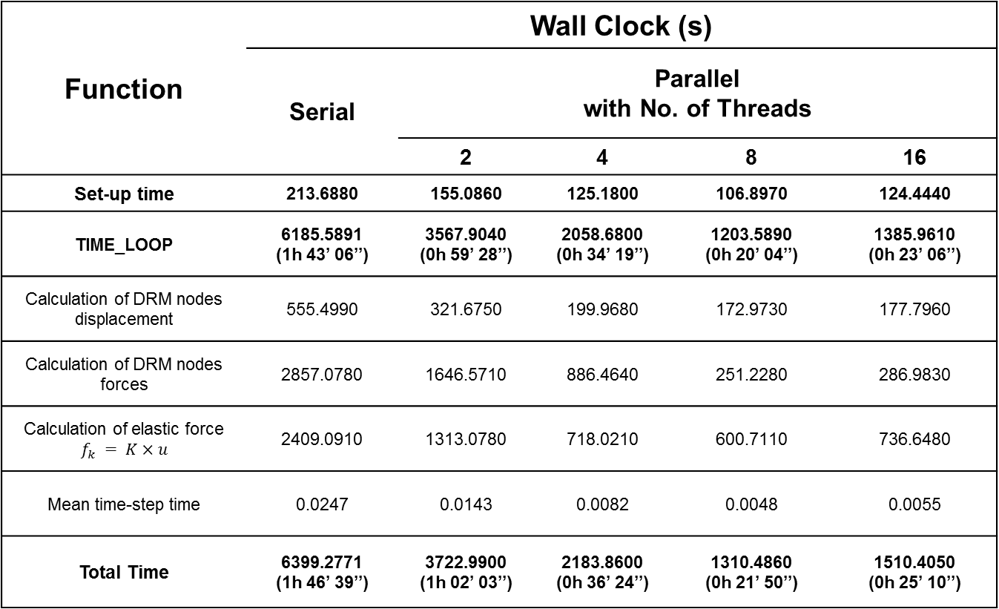 Wall Clock (s)
Function
Serial
Parallel
with No. of Threads
2 4 8 16
Set-up time 213.6880 155.0860 125.1800 106.8970 124.4440
TIME_LOOP 6185.5891 3567.9040 2058.6800 1203.5890 1385.9610
(1h 43’ 06’’) (0h 59’ 28’’) (0h 34’ 19’’) (0h 20’ 04’’) (0h 23’ 06’’)
Calculation of DRM nodes
displacement 555.4990 321.6750 199.9680 172.9730 177.7960
Calculation of DRM nodes
forces 2857.0780 1646.5710 886.4640 251.2280 286.9830
Calculation of elastic force
f_k = K × u 2409.0910 1313.0780 718.0210 600.7110 736.6480
Mean time-step time 0.0247 0.0143 0.0082 0.0048 0.0055
Total Time 6399.2771 3722.9900 2183.8600 1310.4860 1510.4050
(1h 46’ 39’’) (1h 02’ 03’’) (0h 36’ 24’’) (0h 21’ 50’’) (0h 25’ 10’’)